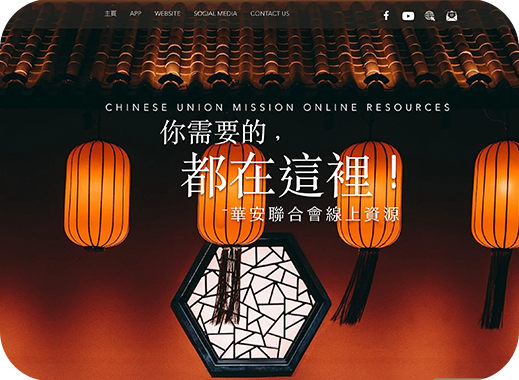 主頁 APP WEBSITE SOCIAL MEDIA CONTACT US
CHINESE UNION MISSION ONLINE RESOURCES
你需要的，
都在這裡！
華安聯合會線上資源